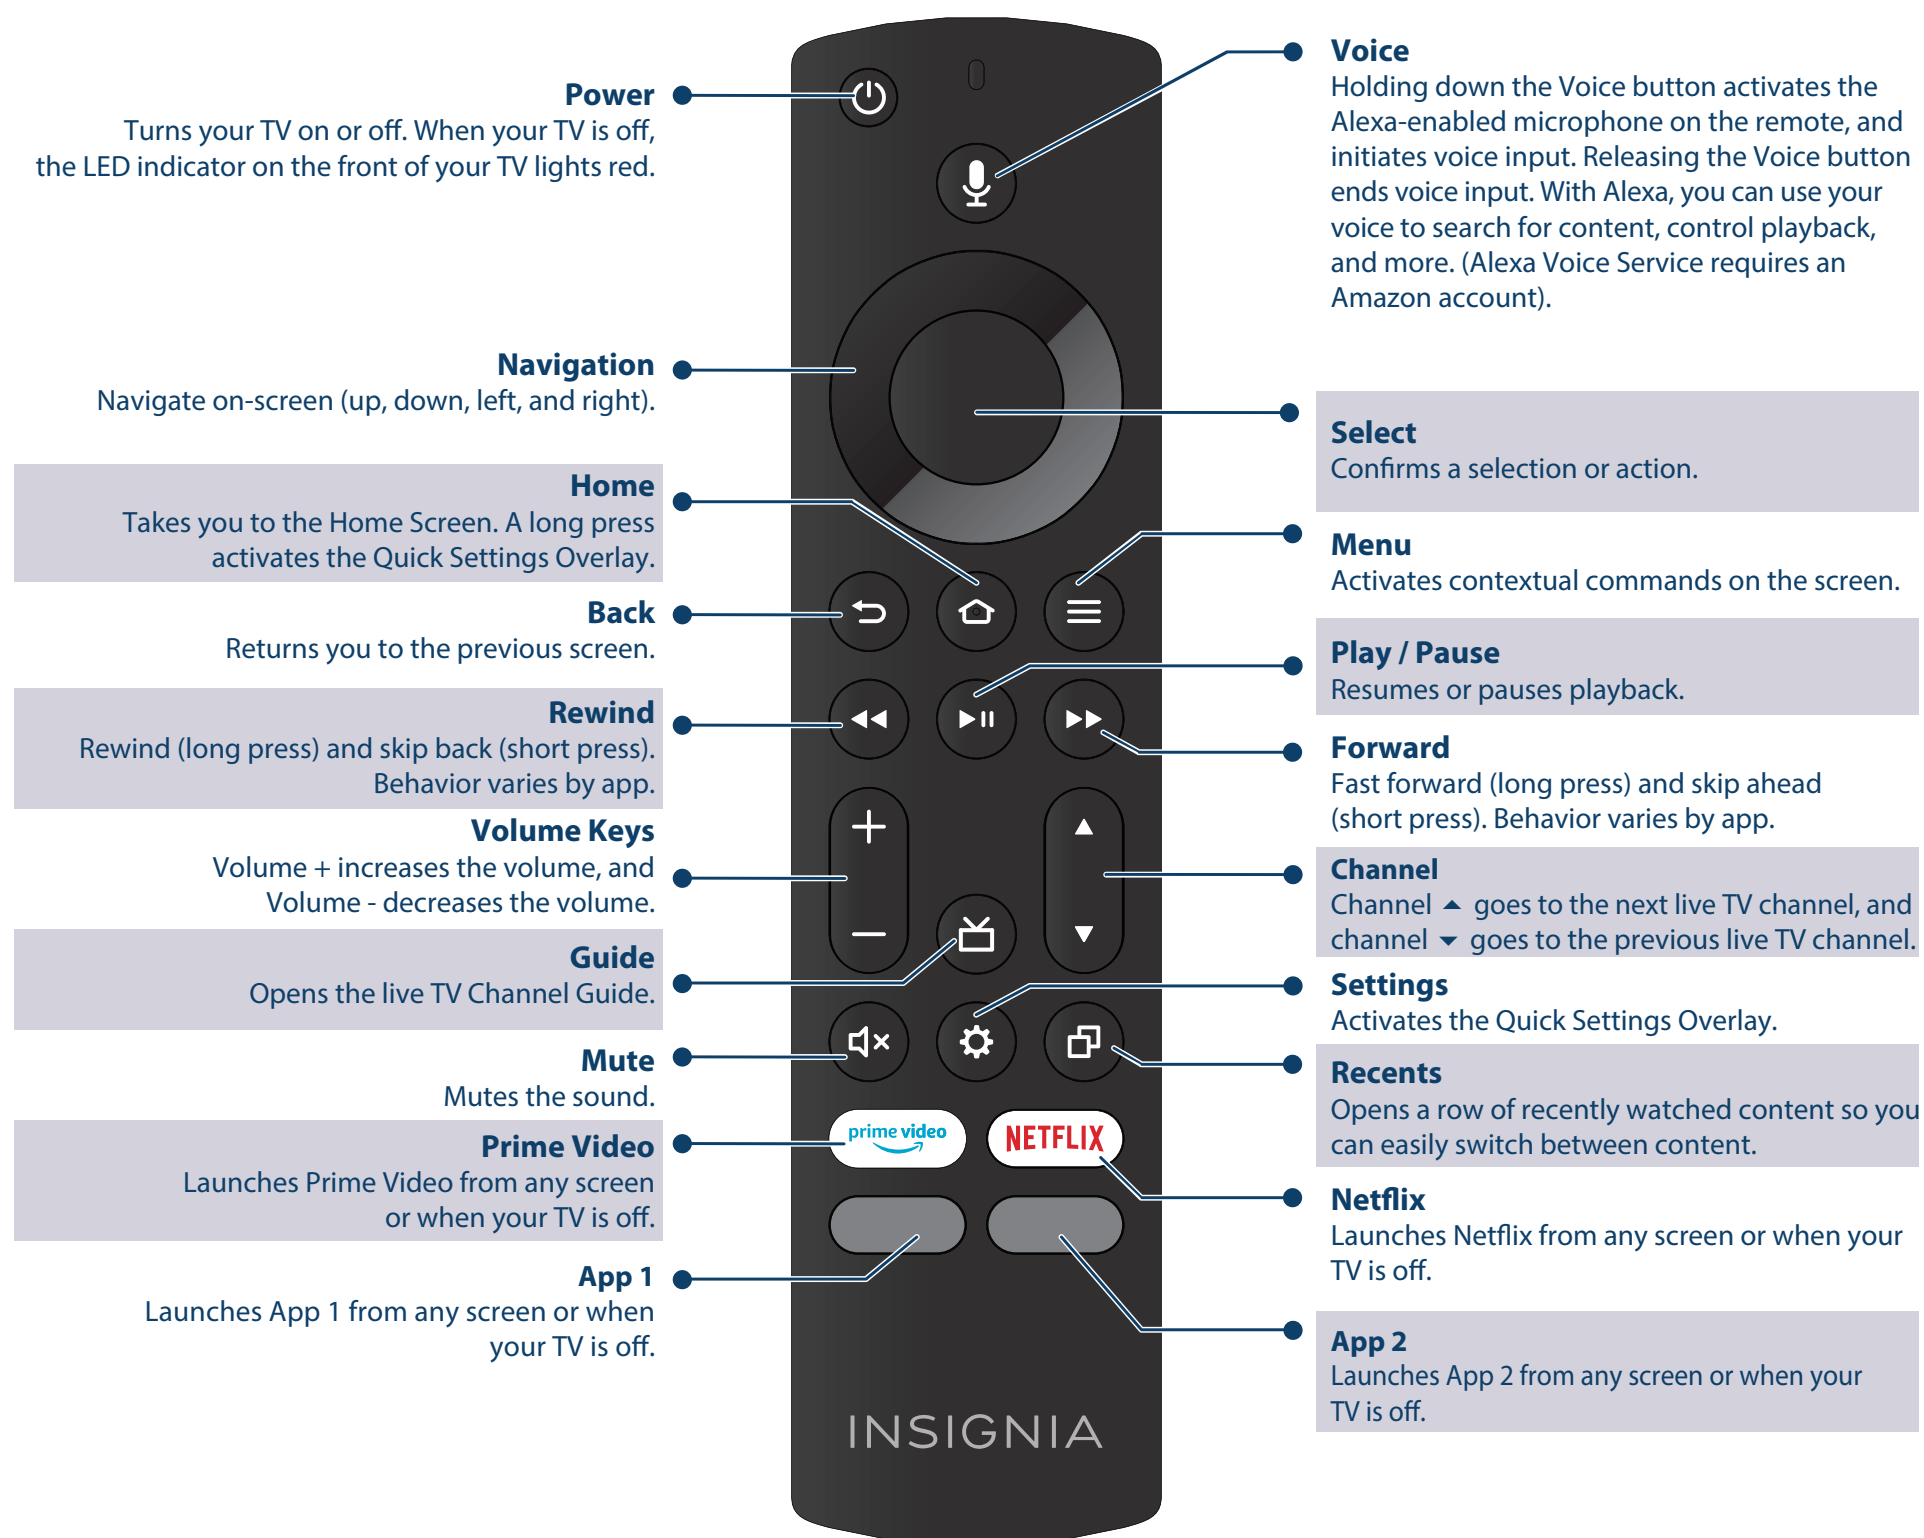 Power
Turns your TV on or off. When your TV is off,
the LED indicator on the front of your TV lights red.
Navigation
Navigate on-screen (up, down, left, and right).
Home
Takes you to the Home Screen. A long press
activates the Quick Settings Overlay.
Back
Returns you to the previous screen.
Rewind
Rewind (long press) and skip back (short press).
Behavior varies by app.
Volume Keys
Volume + increases the volume, and
Volume - decreases the volume.
Guide
Opens the live TV Channel Guide.
Mute
Mutes the sound.
Prime Video
Launches Prime Video from any screen
or when your TV is off.
App 1
Launches App 1 from any screen or when
your TV is off.
prime video
NETFLIX
INSIGNIA
Voice
Holding down the Voice button activates the
Alexa-enabled microphone on the remote, and
initiates voice input. Releasing the Voice button
ends voice input. With Alexa, you can use your
voice to search for content, control playback,
and more. (Alexa Voice Service requires an
Amazon account).
Select
Confirms a selection or action.
Menu
Activates contextual commands on the screen.
Play / Pause
Resumes or pauses playback.
Forward
Fast forward (long press) and skip ahead
(short press). Behavior varies by app.
Channel
Channel ▲ goes to the next live TV channel, and
channel ▼ goes to the previous live TV channel.
Settings
Activates the Quick Settings Overlay.
Recents
Opens a row of recently watched content so you
can easily switch between content.
Netflix
Launches Netflix from any screen or when your
TV is off.
App 2
Launches App 2 from any screen or when your
TV is off.